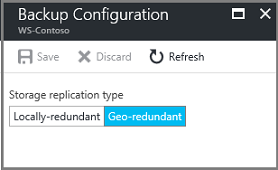 Backup Configuration
WS-Contoso
Save Discard Refresh
Storage replication type
Locally-redundant Geo-redundant